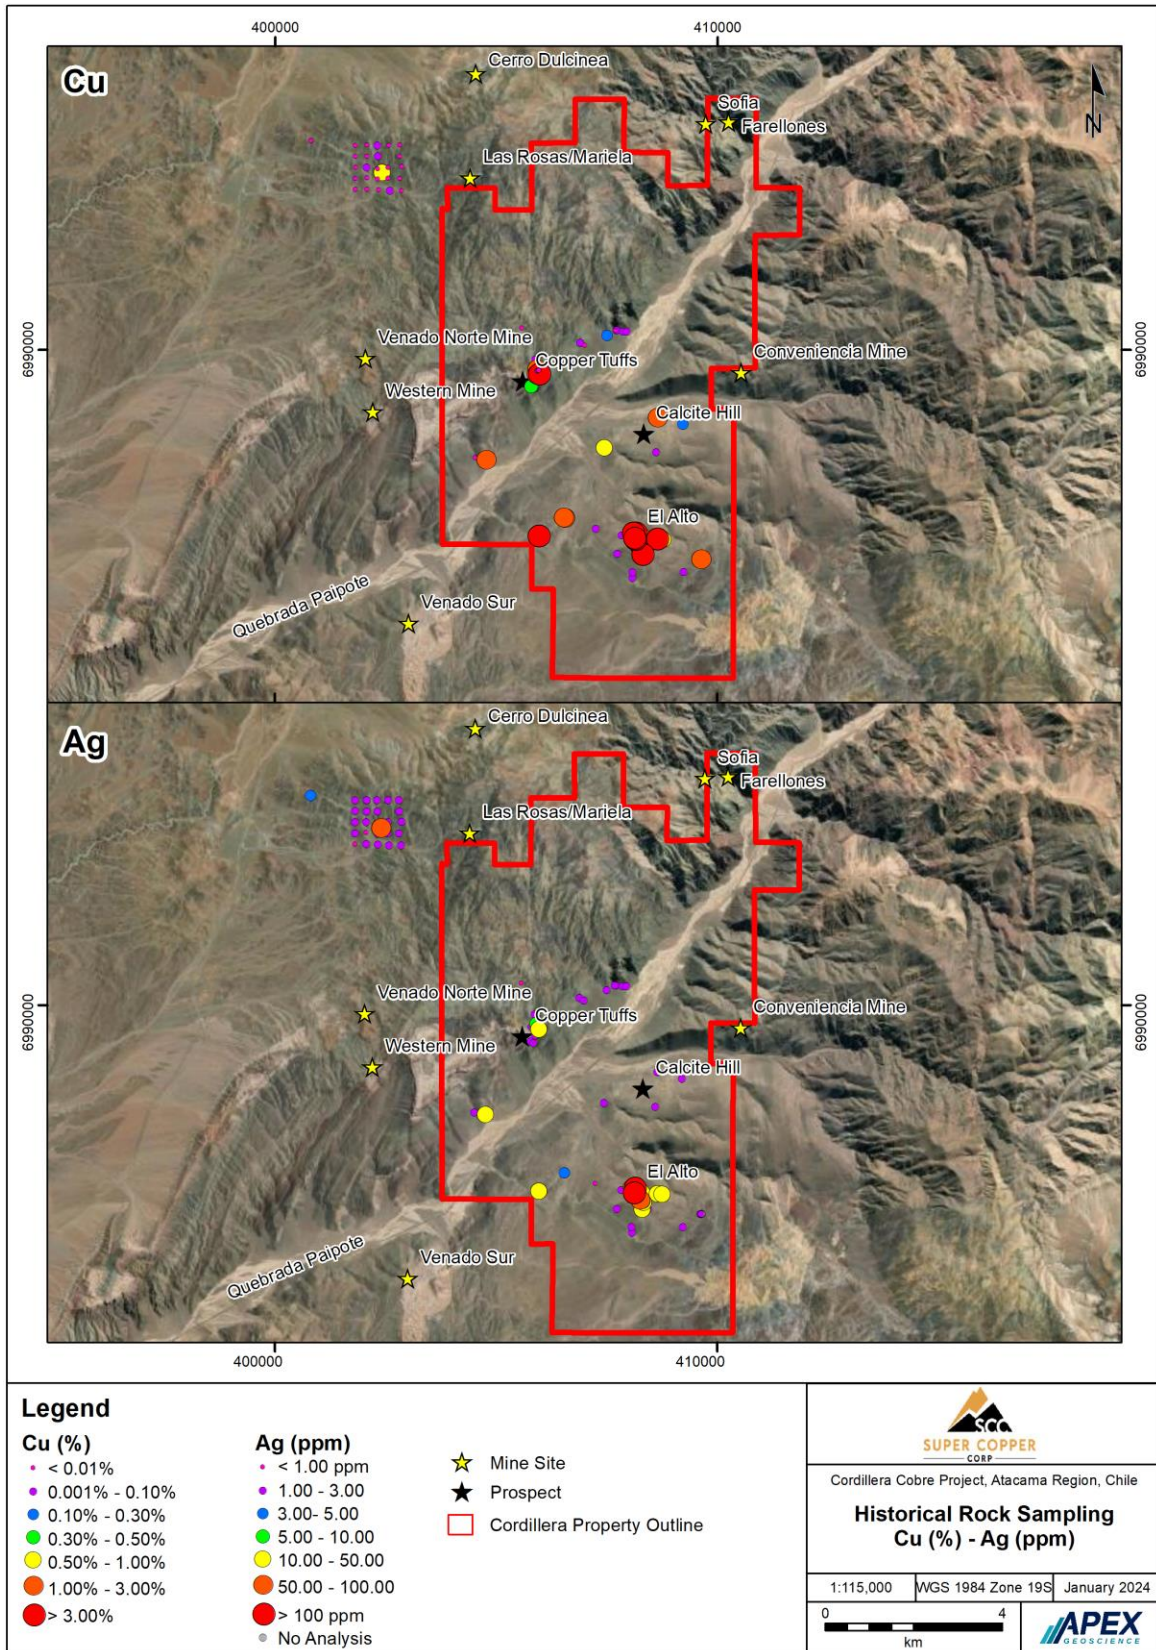 400000
410000
Cu
Cerro Dulcinea
Sofia
Farellones
N
Las Rosas/Mariela
6990000
6990000
Venado Norte Mine
Copper Tuffs
Conveniencia Mine
Western Mine
Calcite Hill
El Alto
Quebrada Paipote
Venado Sur
Ag
Cerro Dulcinea
Sofia
Farellones
Las Rosas/Mariela
6990000
6990000
Venado Norte Mine
Copper Tuffs
Conveniencia Mine
Western Mine
Calcite Hill
El Alto
Quebrada Paipote
Venado Sur
400000
410000
Legend
Cu (%)
< 0.01%
0.001% - 0.10%
0.10% - 0.30%
0.30% - 0.50%
0.50% - 1.00%
1.00% - 3.00%
> 3.00%
Ag (ppm)
< 1.00 ppm
1.00 - 3.00
3.00- 5.00
5.00 - 10.00
10.00 - 50.00
50.00 - 100.00
> 100 ppm
No Analysis
Mine Site
Prospect
Cordillera Property Outline
SCC
SUPER COPPER
CORP
Cordillera Cobre Project, Atacama Region, Chile
Historical Rock Sampling
Cu (%) - Ag (ppm)
1:115,000
WGS 1984 Zone 19S
January 2024
0 4
km
APEX
GEOSCIENCE